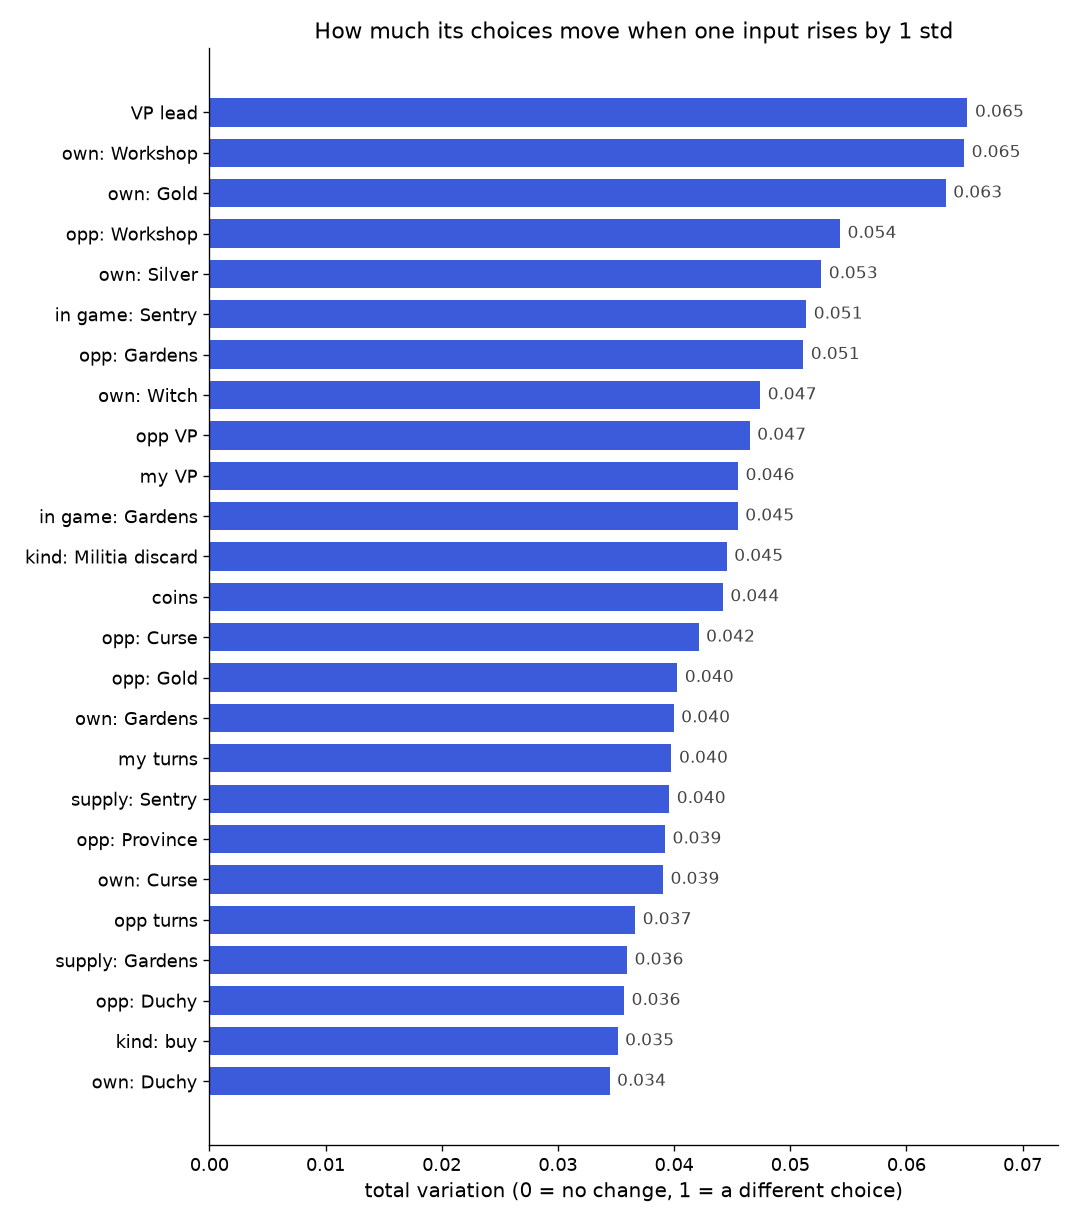 How much its choices move when one input rises by 1 std
VP lead 0.065
own: Workshop 0.065
own: Gold 0.063
opp: Workshop 0.054
own: Silver 0.053
in game: Sentry 0.051
opp: Gardens 0.051
own: Witch 0.047
opp VP 0.047
my VP 0.046
in game: Gardens 0.045
kind: Militia discard 0.045
coins 0.044
opp: Curse 0.042
opp: Gold 0.040
own: Gardens 0.040
my turns 0.040
supply: Sentry 0.040
opp: Province 0.039
own: Curse 0.039
opp turns 0.037
supply: Gardens 0.036
opp: Duchy 0.036
kind: buy 0.035
own: Duchy 0.034
0.00 0.01 0.02 0.03 0.04 0.05 0.06 0.07
total variation (0 = no change, 1 = a different choice)